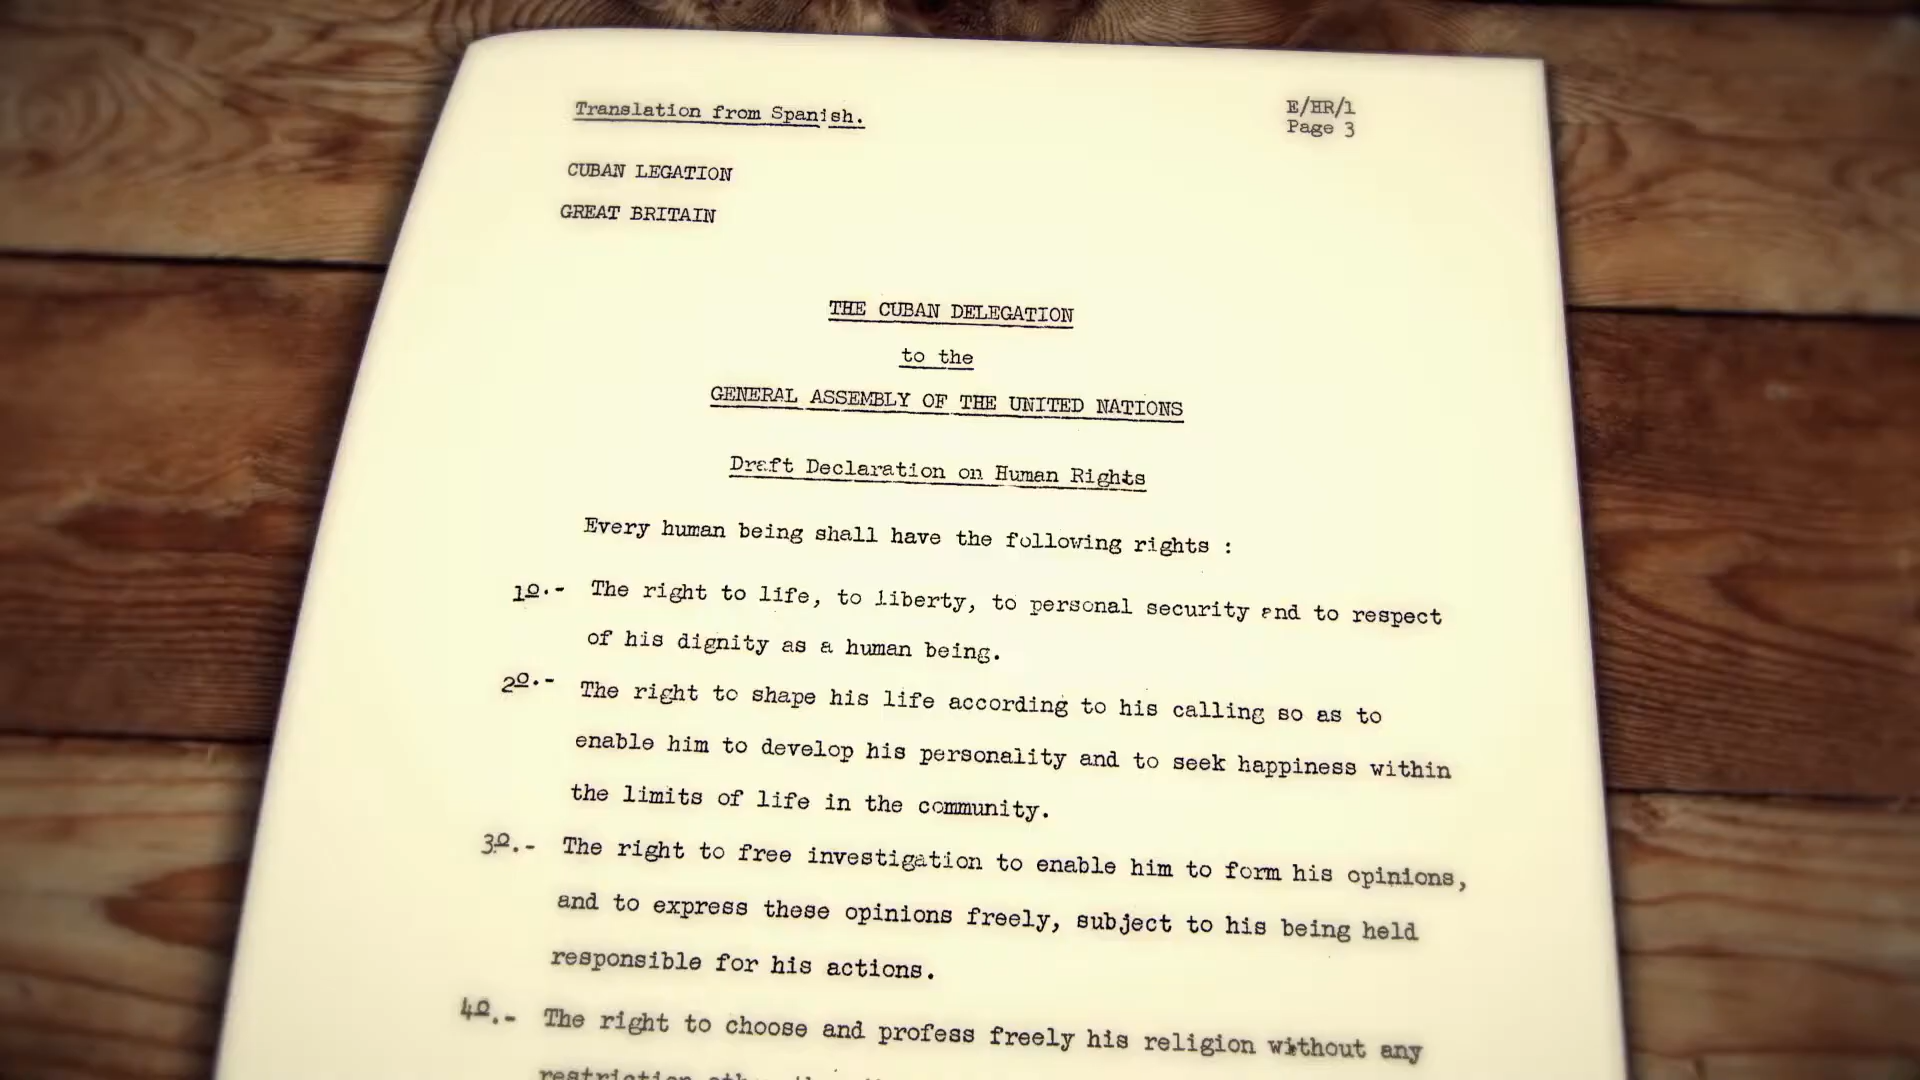 Translation from Spanish.
E/HR/1
Page 3
CUBAN LEGATION
GREAT BRITAIN
THE CUBAN DELEGATION
to the
GENERAL ASSEMBLY OF THE UNITED NATIONS
Draft Declaration on Human Rights
Every human being shall have the following rights :
1º.- The right to life, to liberty, to personal security and to respect
of his dignity as a human being.
2º.- The right to shape his life according to his calling so as to
enable him to develop his personality and to seek happiness within
the limits of life in the community.
3º.- The right to free investigation to enable him to form his opinions,
and to express these opinions freely, subject to his being held
responsible for his actions.
4º.- The right to choose and profess freely his religion without any
restriction